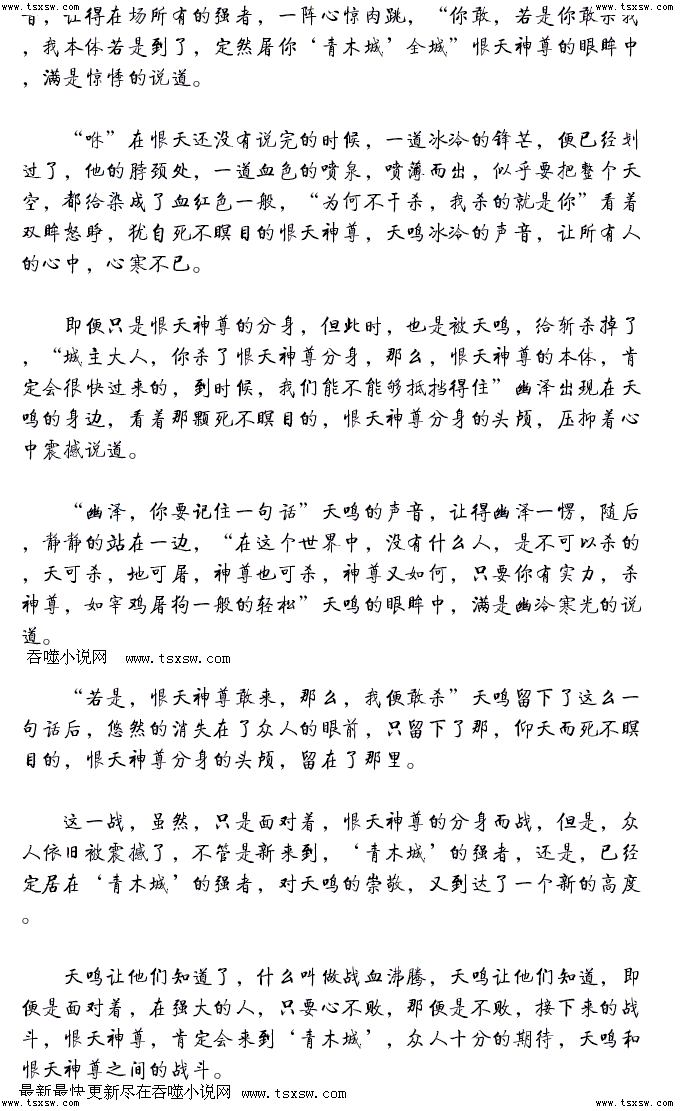 www.tsxsw.com www.tsxsw.com
音，让得在场所有的强者，一阵心惊肉跳，“你敢，若是你敢杀我
，我本体若是到了，定然屠你‘青木城’全城”恨天神尊的眼眸中
，满是惊悸的说道。
“咻”在恨天还没有说完的时候，一道冰冷的锋芒，便已经划
过了，他的脖颈处，一道血色的喷泉，喷薄而出，似乎要把整个天
空，都给染成了血红色一般，“为何不干杀，我杀的就是你”看着
双眸怒睁，犹自死不瞑目的恨天神尊，天鸣冰冷的声音，让所有人
的心中，心寒不已。
即便只是恨天神尊的分身，但此时，也是被天鸣，给斩杀掉了
，“城主大人，你杀了恨天神尊分身，那么，恨天神尊的本体，肯
定会很快过来的，到时候，我们能不能够抵挡得住”幽泽出现在天
鸣的身边，看着那颗死不瞑目的，恨天神尊分身的头颅，压抑着心
中震撼说道。
“幽泽，你要记住一句话”天鸣的声音，让得幽泽一愣，随后
，静静的站在一边，“在这个世界中，没有什么人，是不可以杀的
，天可杀，地可屠，神尊也可杀，神尊又如何，只要你有实力，杀
神尊，如宰鸡屠狗一般的轻松”天鸣的眼眸中，满是幽冷寒光的说
道。
吞噬小说网 www.tsxsw.com
“若是，恨天神尊敢来，那么，我便敢杀”天鸣留下了这么一
句话后，悠然的消失在了众人的眼前，只留下了那，仰天而死不瞑
目的，恨天神尊分身的头颅，留在了那里。
这一战，虽然，只是面对着，恨天神尊的分身而战，但是，众
人依旧被震撼了，不管是新来到，‘青木城’的强者，还是，已经
定居在‘青木城’的强者，对天鸣的崇敬，又到达了一个新的高度
。
天鸣让他们知道了，什么叫做战血沸腾，天鸣让他们知道，即
便是面对着，在强大的人，只要心不败，那便是不败，接下来的战
斗，恨天神尊，肯定会来到‘青木城’，众人十分的期待，天鸣和
恨天神尊之间的战斗。
最新最快更新尽在吞噬小说网 www.tsxsw.com
www.tsxsw.com www.tsxsw.com